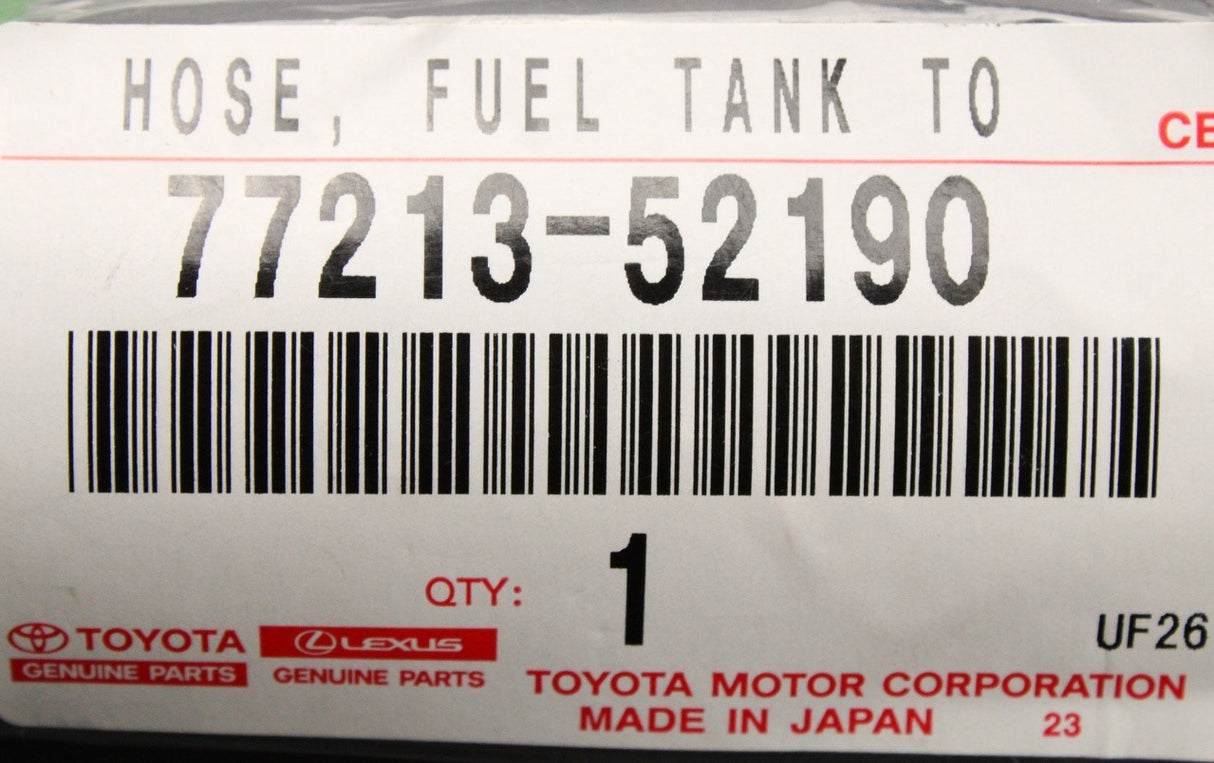 HOSE, FUEL TANK TO
CE
77213-52190
QTY: 1
UF26
TOYOTA
GENUINE PARTS
LEXUS
GENUINE PARTS
TOYOTA MOTOR CORPORATION
MADE IN JAPAN 23